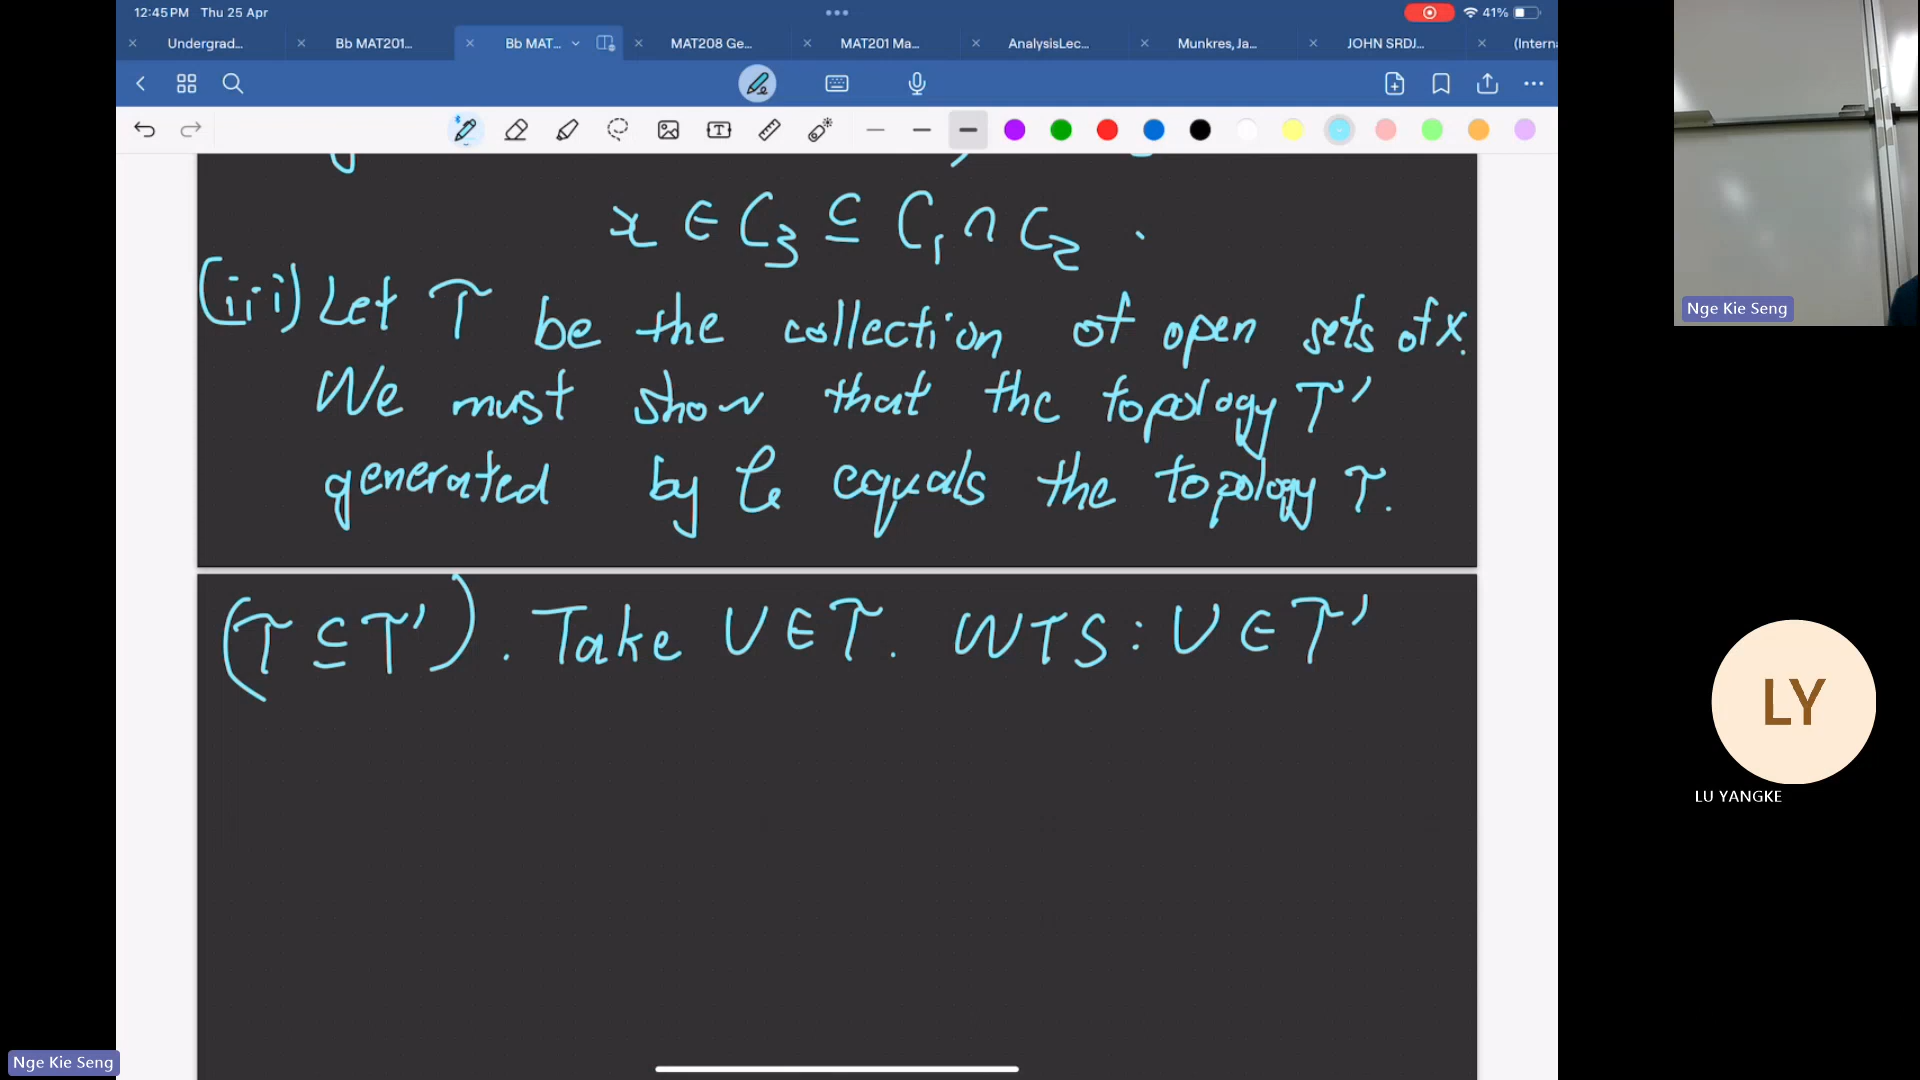 12:45 PM Thu 25 Apr
41%
Undergrad...
Bb MAT201...
Bb MAT...
MAT208 Ge...
MAT201 Ma...
AnalysisLec...
Munkres, Ja...
JOHN SRDJ...
(Intern
x ∈ C₃ ⊆ C₁ ∩ C₂ .
(iii) Let T be the collection of open sets of X.
We must show that the topology T'
generated by C equals the topology T.
(T ⊆ T'). Take U ∈ T. WTS: U ∈ T'
Nge Kie Seng
LY
LU YANGKE
Nge Kie Seng